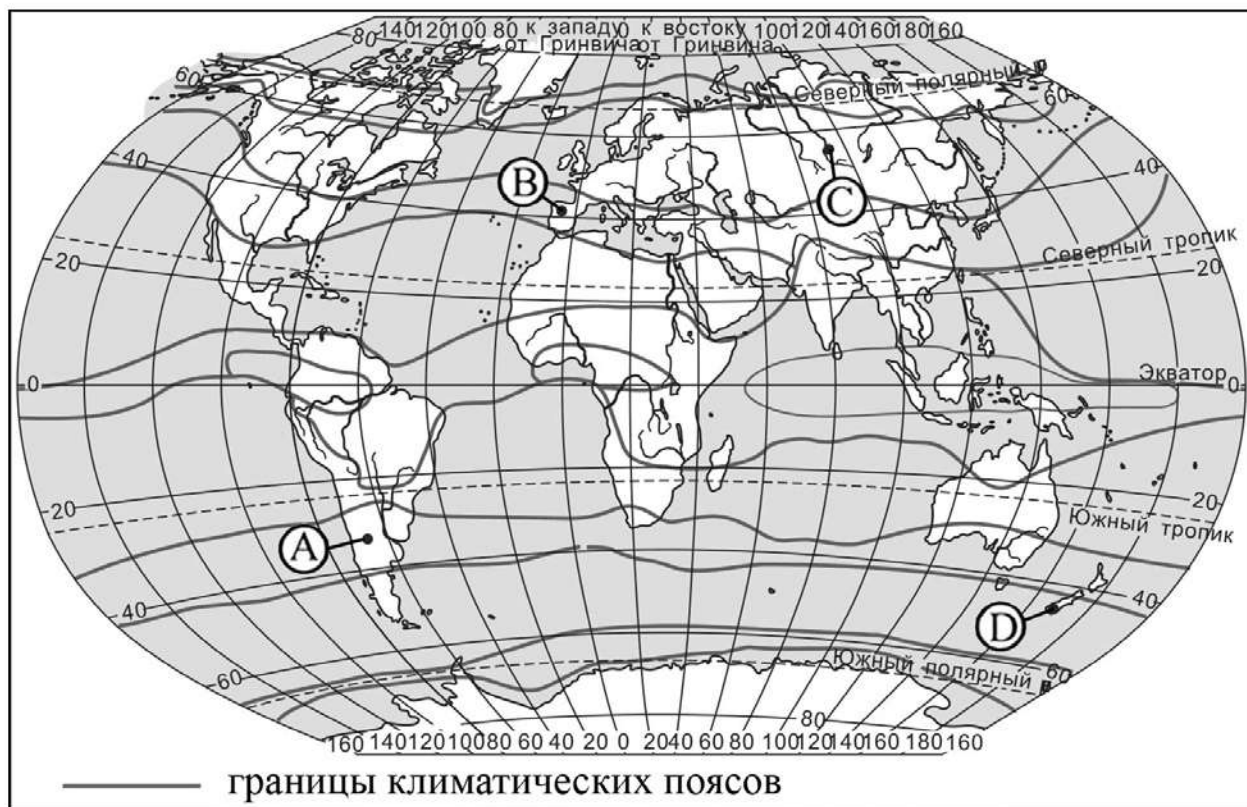 140 120 100 80 к западу 0 к востоку 100 120 140 160 180 160
80 от Гринвича от Гринвича
60 Северный полярный 60
40 B C 40
Северный тропик
20 20
Экватор
0 0
20 20
Южный тропик
A
40 40
D
60 Южный полярный 60
80
160 140 120 100 80 60 40 20 0 20 40 60 80 100 120 140 160 180 160
границы климатических поясов